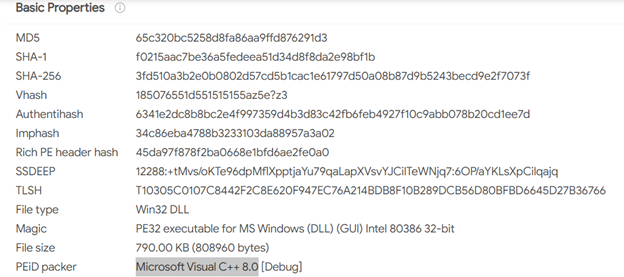 Basic Properties
MD5 65c320bc5258d8fa86aa9ffd876291d3
SHA-1 f0215aac7be36a5fedeea51d34d8f8da2e98bf1b
SHA-256 3fd510a3b2e0b0802d57cd5b1cac1e61797d50a08b87d9b5243becd9e2f7073f
Vhash 185076551d551515155az5e?z3
Authentihash 6341e2dc8b8bc2e4f997359d4b3d83c42fb6feb4927f10c9abb078b20cd1ee7d
Imphash 34c86eba4788b3233103da88957a3a02
Rich PE header hash 45da97f878f2ba0668e1bfd6ae2fe0a0
SSDEEP 12288:+tMvs/oKTe96dpMflXpptjaYu79qaLapXVsvYJCilTeWNjq7:6OP/aYKLsXpCilqajq
TLSH T10305C0107C8442F2C8E620F947EC76A214BDB8F10B289DCB56D80BFBD6645D27B36766
File type Win32 DLL
Magic PE32 executable for MS Windows (DLL) (GUI) Intel 80386 32-bit
File size 790.00 KB (808960 bytes)
PEiD packer Microsoft Visual C++ 8.0 [Debug]